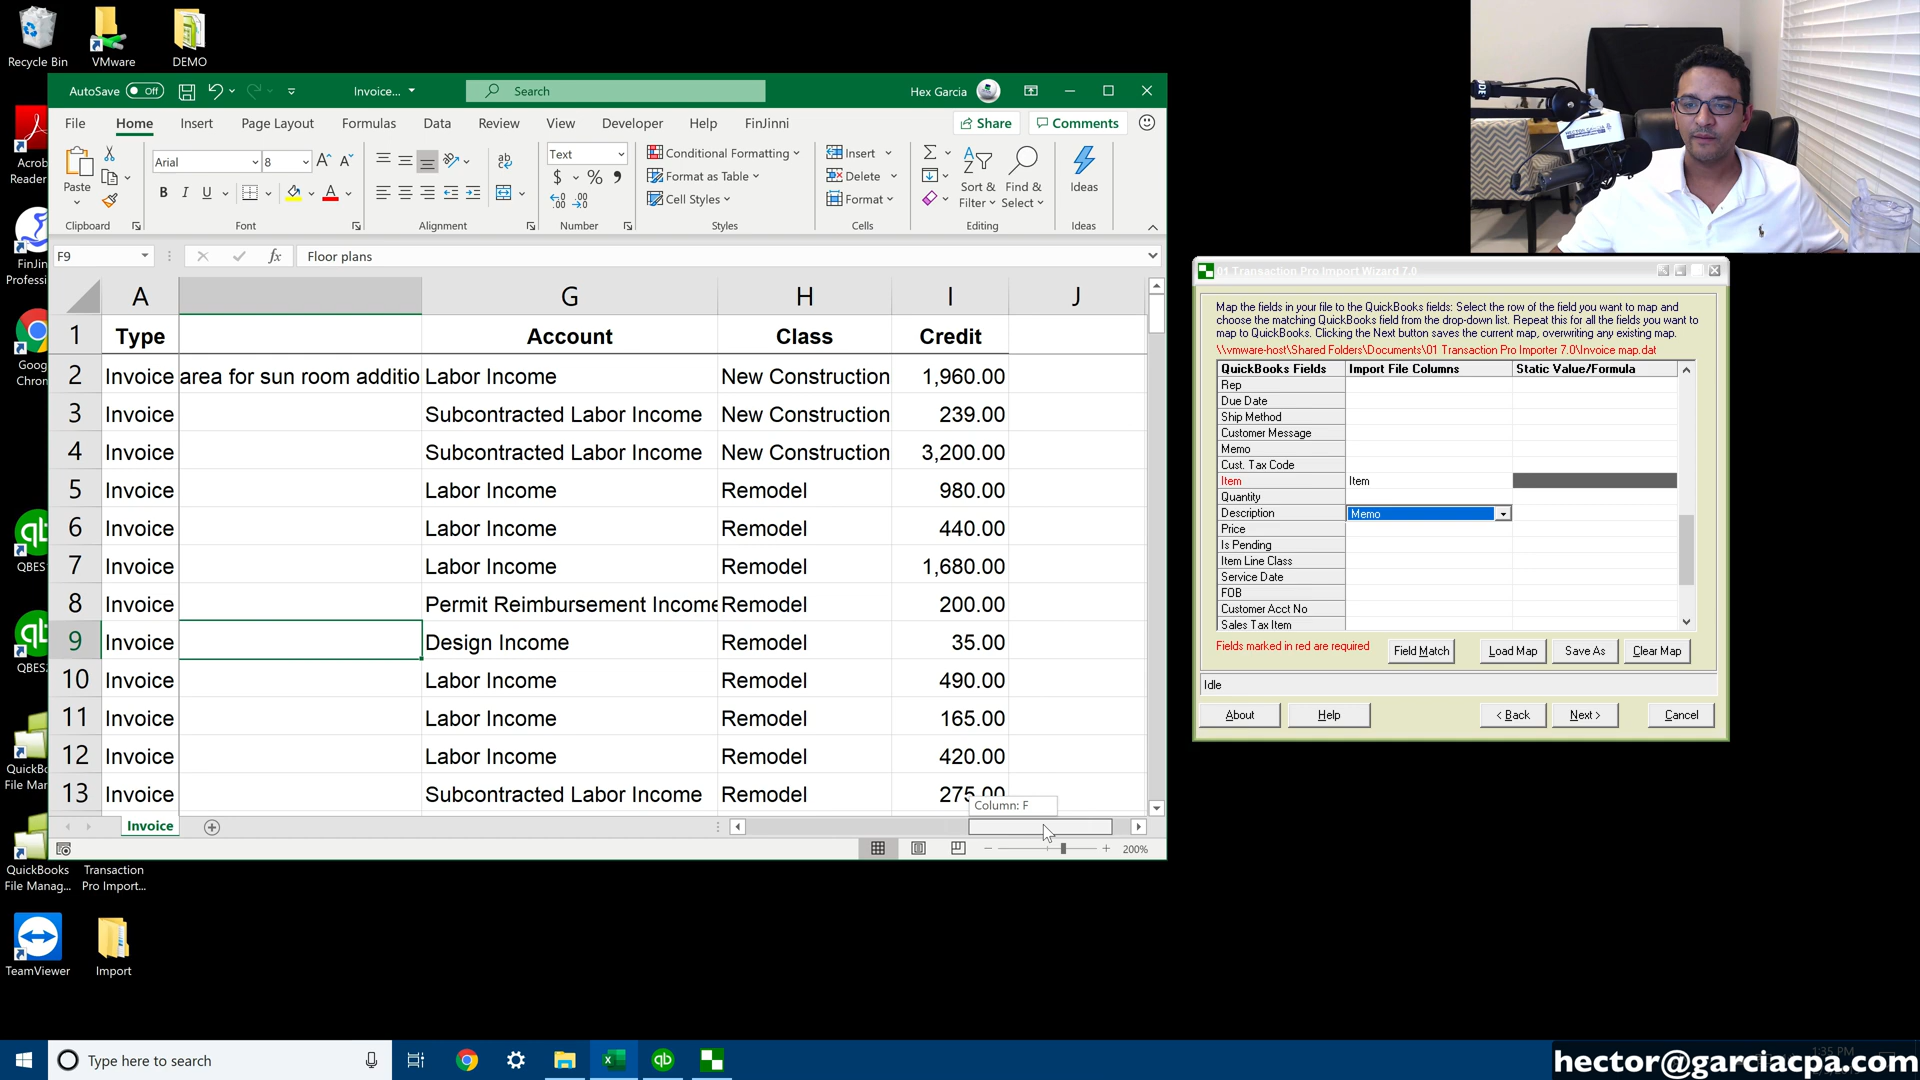 Recycle Bin
VMware
DEMO
AutoSave Off
Invoice...
Search
Hex Garcia
File Home Insert Page Layout Formulas Data Review View Developer Help FinJinni
Share
Comments
Paste
Arial
8
B I U
Text
$ % ,
Conditional Formatting
Format as Table
Cell Styles
Insert
Delete
Format
Sort & Filter
Find & Select
Ideas
Clipboard Font Alignment Number Styles Cells Editing Ideas
F9
fx
Floor plans
A G H I J
1 Type Account Class Credit
2 Invoice area for sun room additio Labor Income New Construction 1,960.00
3 Invoice Subcontracted Labor Income New Construction 239.00
4 Invoice Subcontracted Labor Income New Construction 3,200.00
5 Invoice Labor Income Remodel 980.00
6 Invoice Labor Income Remodel 440.00
7 Invoice Labor Income Remodel 1,680.00
8 Invoice Permit Reimbursement Income Remodel 200.00
9 Invoice Design Income Remodel 35.00
10 Invoice Labor Income Remodel 490.00
11 Invoice Labor Income Remodel 165.00
12 Invoice Labor Income Remodel 420.00
13 Invoice Subcontracted Labor Income Remodel 275.00
Column: F
Invoice
200%
Acrob
Reader
FinJin
Professi
Goog
Chron
QBES
QBES
QuickBo
File Man
QuickBooks
File Manag...
Transaction
Pro Import...
TeamViewer
Import
01 Transaction Pro Import Wizard 7.0
Map the fields in your file to the QuickBooks fields: Select the row of the field you want to map and
choose the matching QuickBooks field from the drop-down list. Repeat this for all the fields you want to
map to QuickBooks. Clicking the Next button saves the current map, overwriting any existing map.
\\vmware-host\Shared Folders\Documents\01 Transaction Pro Importer 7.0\Invoice map.dat
QuickBooks Fields Import File Columns Static Value/Formula
Rep
Due Date
Ship Method
Customer Message
Memo
Cust. Tax Code
Item Item
Quantity
Description Memo
Price
Is Pending
Item Line Class
Service Date
FOB
Customer Acct No
Sales Tax Item
Fields marked in red are required
Field Match
Load Map
Save As
Clear Map
Idle
About
Help
< Back
Next >
Cancel
Type here to search
1:35 PM
hector@garciacpa.com